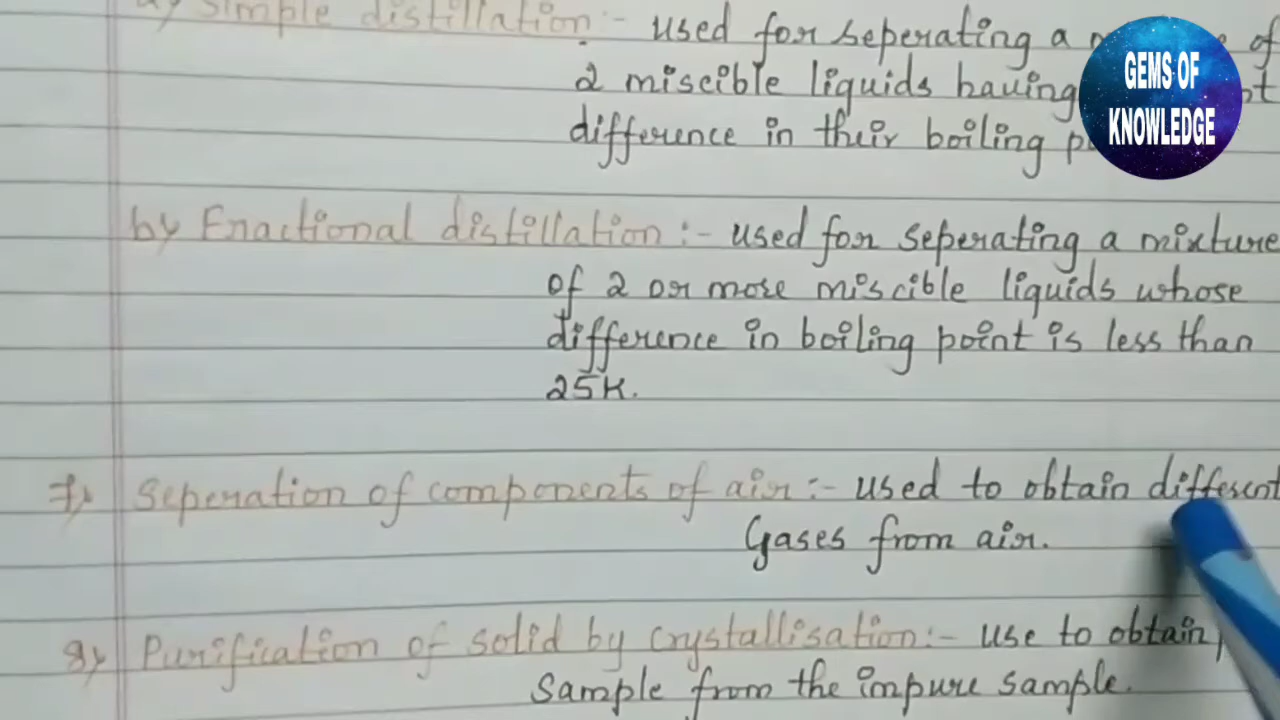 a) Simple distillation :- used for seperating a of
2 miscible liquids having
difference in their boiling
GEMS OF
KNOWLEDGE
b) Fractional distillation :- used for seperating a mixture
of 2 or more miscible liquids whose
difference in boiling point is less than
25K.
7) Seperation of components of air :- used to obtain different
Gases from air.
8) Purification of solid by crystallisation :- use to obtain
sample from the impure sample.